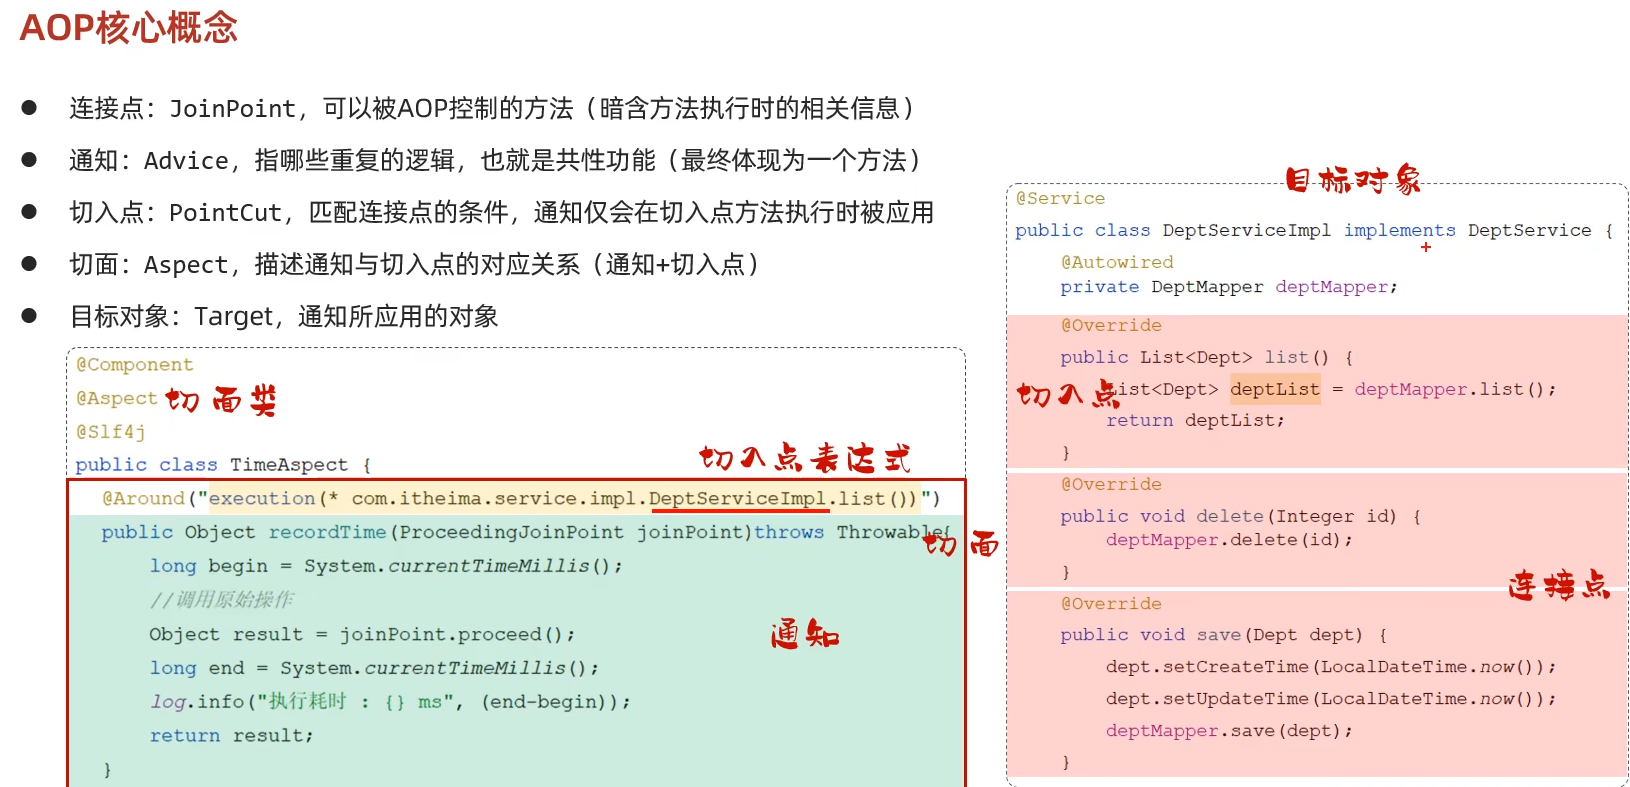 AOP核心概念
● 连接点：JoinPoint，可以被AOP控制的方法（暗含方法执行时的相关信息）
● 通知：Advice，指哪些重复的逻辑，也就是共性功能（最终体现为一个方法）
● 切入点：PointCut，匹配连接点的条件，通知仅会在切入点方法执行时被应用
● 切面：Aspect，描述通知与切入点的对应关系（通知+切入点）
● 目标对象：Target，通知所应用的对象
@Component
@Aspect 切面类
@Slf4j
public class TimeAspect {
切入点表达式
@Around("execution(* com.itheima.service.impl.DeptServiceImpl.list())")
public Object recordTime(ProceedingJoinPoint joinPoint)throws Throwable{
切面
long begin = System.currentTimeMillis();
//调用原始操作
Object result = joinPoint.proceed();
通知
long end = System.currentTimeMillis();
log.info("执行耗时 : {} ms", (end-begin));
return result;
}
目标对象
@Service
public class DeptServiceImpl implements DeptService {
@Autowired
private DeptMapper deptMapper;
@Override
public List<Dept> list() {
切入点
List<Dept> deptList = deptMapper.list();
return deptList;
}
@Override
public void delete(Integer id) {
deptMapper.delete(id);
}
连接点
@Override
public void save(Dept dept) {
dept.setCreateTime(LocalDateTime.now());
dept.setUpdateTime(LocalDateTime.now());
deptMapper.save(dept);
}